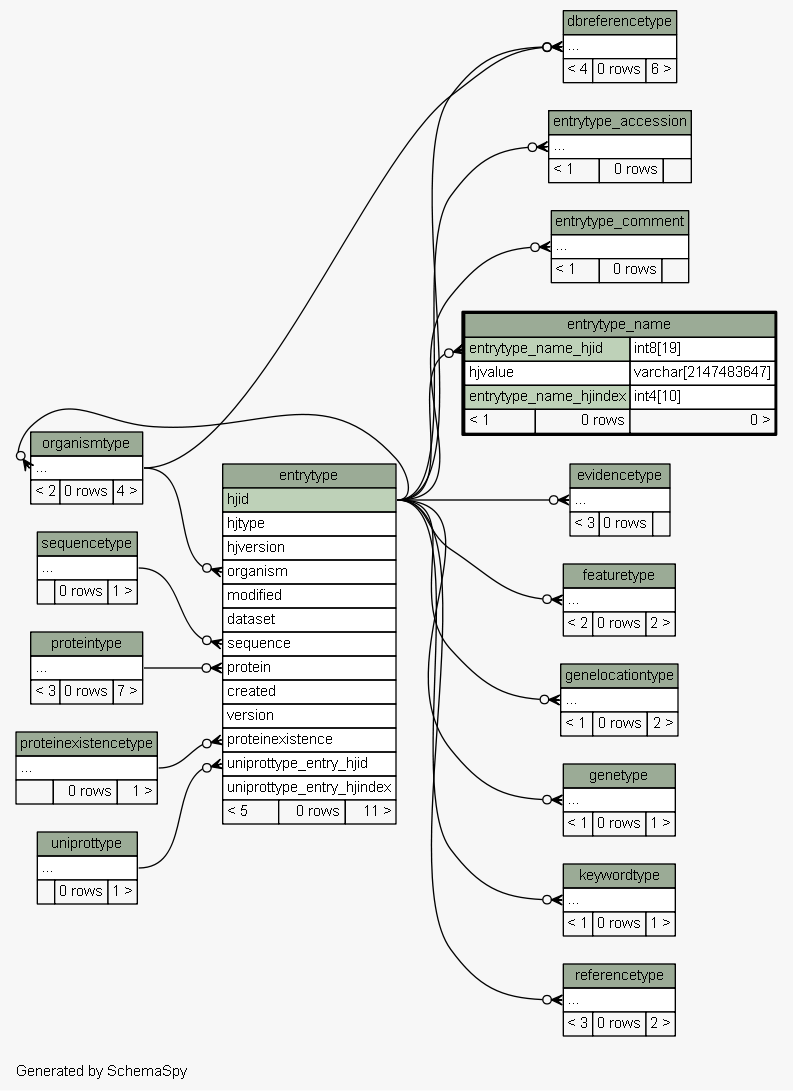 dbreferencetype
...
< 4 0 rows 6 >
entrytype_accession
...
< 1 0 rows
entrytype_comment
...
< 1 0 rows
entrytype_name
entrytype_name_hjid int8[19]
hjvalue varchar[2147483647]
entrytype_name_hjindex int4[10]
< 1 0 rows 0 >
organismtype
...
< 2 0 rows 4 >
sequencetype
...
0 rows 1 >
proteintype
...
< 3 0 rows 7 >
proteinexistencetype
...
0 rows 1 >
uniprottype
...
0 rows 1 >
entrytype
hjid
hjtype
hjversion
organism
modified
dataset
sequence
protein
created
version
proteinexistence
uniprottype_entry_hjid
uniprottype_entry_hjindex
< 5 0 rows 11 >
evidencetype
...
< 3 0 rows
featuretype
...
< 2 0 rows 2 >
genelocationtype
...
< 1 0 rows 2 >
genetype
...
< 1 0 rows 1 >
keywordtype
...
< 1 0 rows 1 >
referencetype
...
< 3 0 rows 2 >
Generated by SchemaSpy